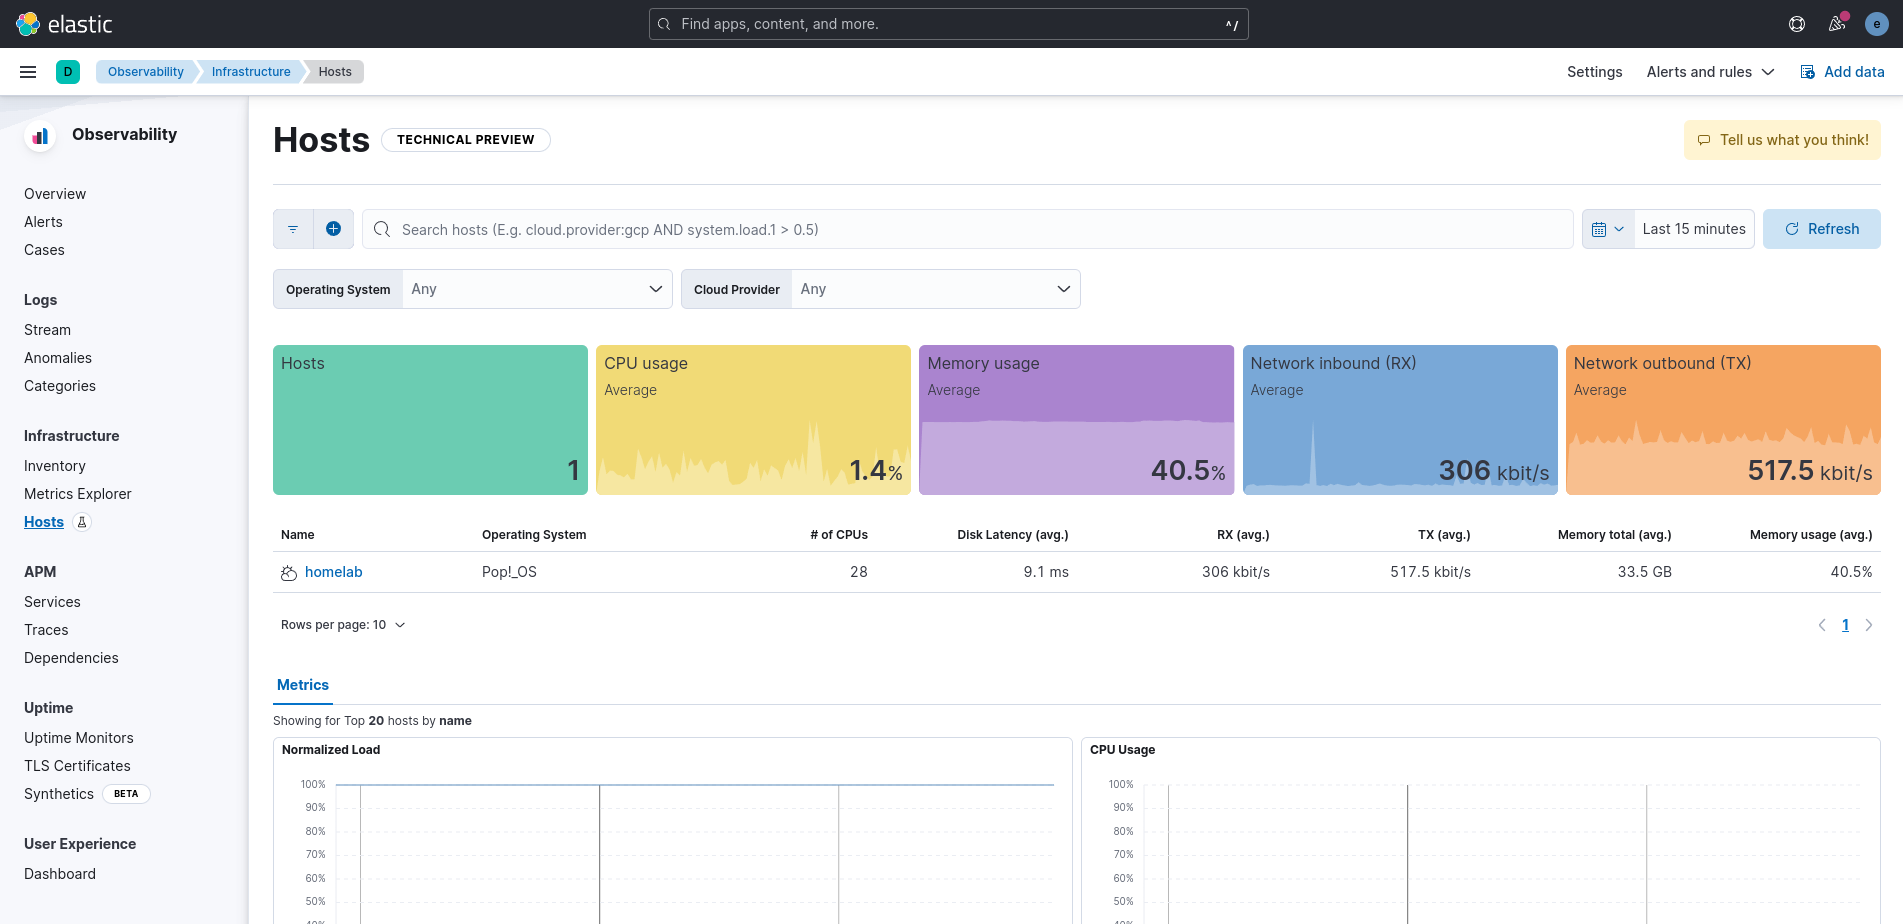 elastic
Find apps, content, and more.
^/
e
D
Observability
Infrastructure
Hosts
Settings
Alerts and rules
Add data
Observability
Overview
Alerts
Cases
Logs
Stream
Anomalies
Categories
Infrastructure
Inventory
Metrics Explorer
Hosts
APM
Services
Traces
Dependencies
Uptime
Uptime Monitors
TLS Certificates
Synthetics BETA
User Experience
Dashboard
Hosts TECHNICAL PREVIEW
Tell us what you think!
Search hosts (E.g. cloud.provider:gcp AND system.load.1 > 0.5)
Last 15 minutes
Refresh
Operating System Any
Cloud Provider Any
Hosts
1
CPU usage
Average
1.4%
Memory usage
Average
40.5%
Network inbound (RX)
Average
306 kbit/s
Network outbound (TX)
Average
517.5 kbit/s
Name Operating System # of CPUs Disk Latency (avg.) RX (avg.) TX (avg.) Memory total (avg.) Memory usage (avg.)
homelab Pop!_OS 28 9.1 ms 306 kbit/s 517.5 kbit/s 33.5 GB 40.5%
Rows per page: 10
1
Metrics
Showing for Top 20 hosts by name
Normalized Load
100%
90%
80%
70%
60%
50%
40%
CPU Usage
100%
90%
80%
70%
60%
50%
40%